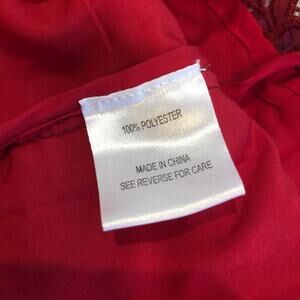 100% POLYESTER
MADE IN CHINA
SEE REVERSE FOR CARE